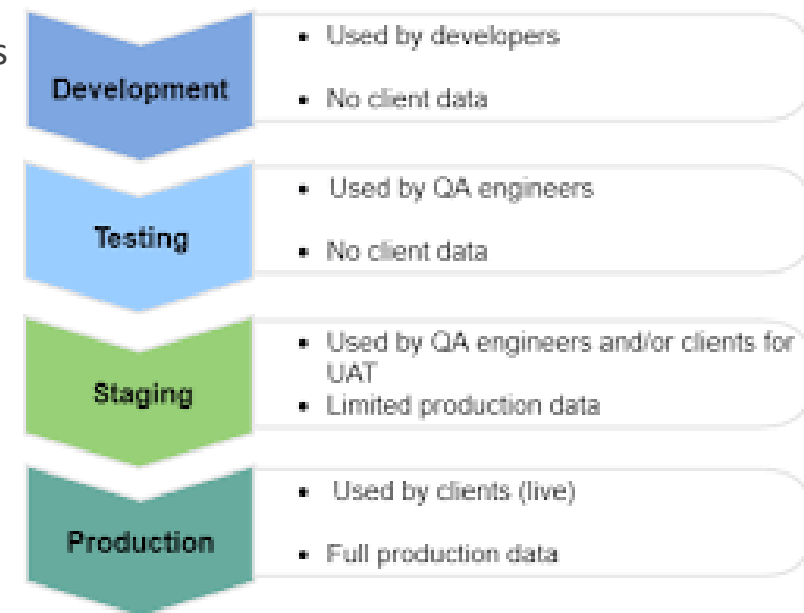 s
Development
• Used by developers
• No client data
Testing
• Used by QA engineers
• No client data
Staging
• Used by QA engineers and/or clients for
UAT
• Limited production data
Production
• Used by clients (live)
• Full production data